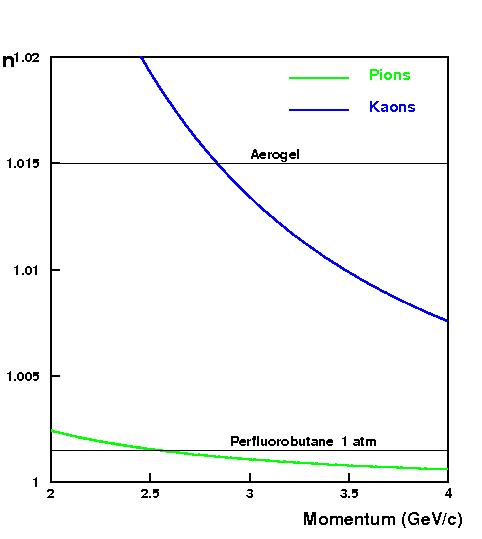 n
1.02
Pions
Kaons
Aerogel
1.015
1.01
1.005
Perfluorobutane 1 atm
1
2 2.5 3 3.5 4
Momentum (GeV/c)